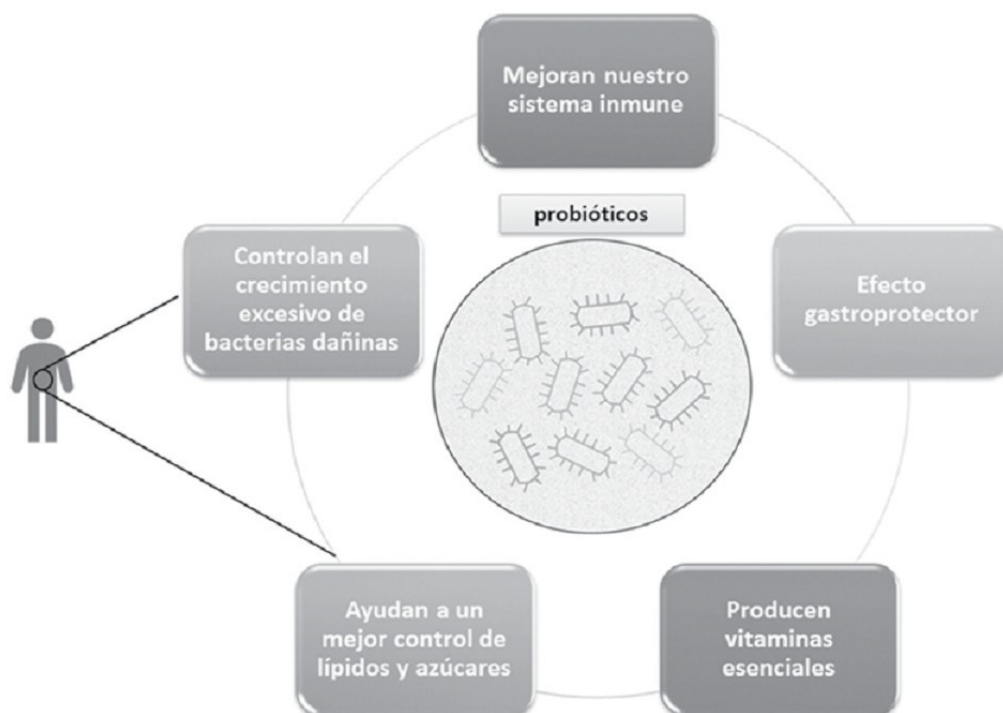 Mejoran nuestro
sistema inmune
probióticos
Controlan el
crecimiento
excesivo de
bacterias dañinas
Efecto
gastroprotector
Ayudan a un
mejor control de
lípidos y azúcares
Producen
vitaminas
esenciales